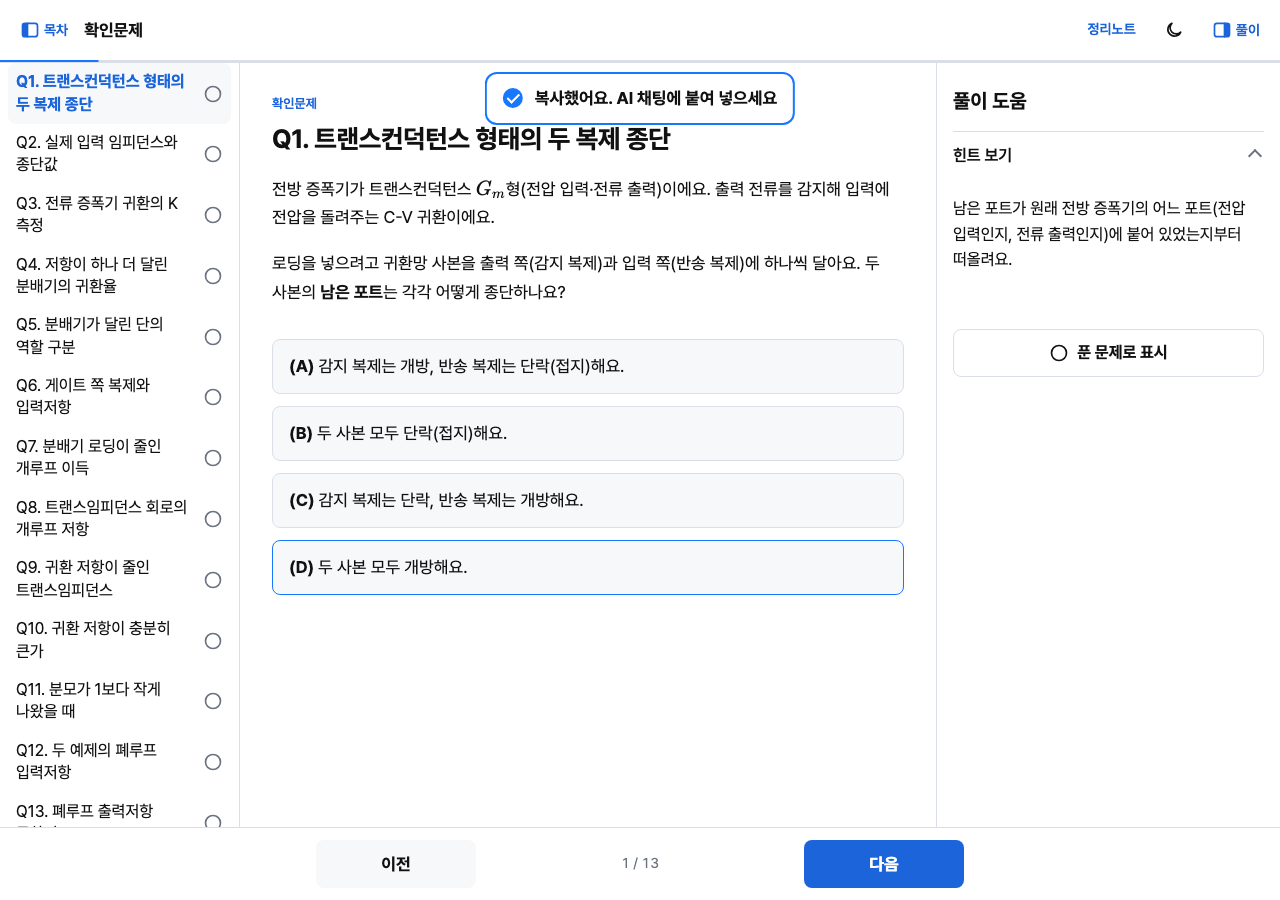 목차
확인문제
정리노트
풀이
복사했어요. AI 채팅에 붙여 넣으세요
Q1. 트랜스컨덕턴스 형태의
두 복제 종단
Q2. 실제 입력 임피던스와
종단값
Q3. 전류 증폭기 귀환의 K
측정
Q4. 저항이 하나 더 달린
분배기의 귀환율
Q5. 분배기가 달린 단의
역할 구분
Q6. 게이트 쪽 복제와
입력저항
Q7. 분배기 로딩이 줄인
개루프 이득
Q8. 트랜스임피던스 회로의
개루프 저항
Q9. 귀환 저항이 줄인
트랜스임피던스
Q10. 귀환 저항이 충분히
큰가
Q11. 분모가 1보다 작게
나왔을 때
Q12. 두 예제의 폐루프
입력저항
Q13. 폐루프 출력저항
확인문제
Q1. 트랜스컨덕턴스 형태의 두 복제 종단
전방 증폭기가 트랜스컨덕턴스 Gm형(전압 입력·전류 출력)이에요. 출력 전류를 감지해 입력에
전압을 돌려주는 C-V 귀환이에요.
로딩을 넣으려고 귀환망 사본을 출력 쪽(감지 복제)과 입력 쪽(반송 복제)에 하나씩 달아요. 두
사본의 남은 포트는 각각 어떻게 종단하나요?
(A) 감지 복제는 개방, 반송 복제는 단락(접지)해요.
(B) 두 사본 모두 단락(접지)해요.
(C) 감지 복제는 단락, 반송 복제는 개방해요.
(D) 두 사본 모두 개방해요.
풀이 도움
힌트 보기
남은 포트가 원래 전방 증폭기의 어느 포트(전압
입력인지, 전류 출력인지)에 붙어 있었는지부터
떠올려요.
푼 문제로 표시
이전
1 / 13
다음